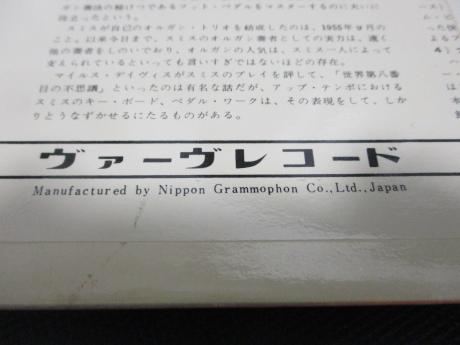 ガン奏法の鍵けつであるフット・ペダルをマスターするのに大いに
役立ったという。
スミスが自己のオルガン・トリオを結成したのは、1955年9月の
こと。以来今日まで、スミスのオルガン奏者としての実力は、遠く
他の奏者をしのいでおり、オルガンの人気は、スミス一人によって
支えられているといっても言いすぎではないほどの存在。
マイルス・デイヴィスがスミスのプレイを評して、「世界第八番
目の不思議」といったのは有名な話だが、アップ・テンポにおける
スミスのキー・ボード、ペダル・ワークは、その表現をして、しか
りとうなずかせるにたるものがある。
ヴァーヴレコード
Manufactured by Nippon Grammophon Co.,Ltd.,Japan